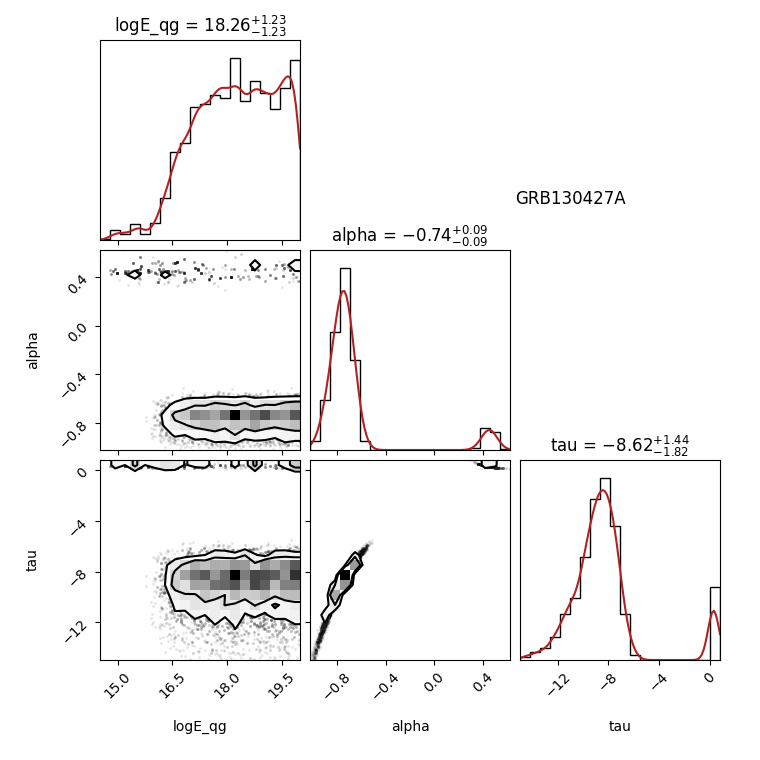 logE_qg = 18.26^{+1.23}_{-1.23}
GRB130427A
alpha = −0.74^{+0.09}_{-0.09}
alpha
0.4
0.0
−0.4
−0.8
tau = −8.62^{+1.44}_{-1.82}
tau
0
−4
−8
−12
15.0 16.5 18.0 19.5
−0.8 −0.4 0.0 0.4
−12 −8 −4 0
logE_qg alpha tau